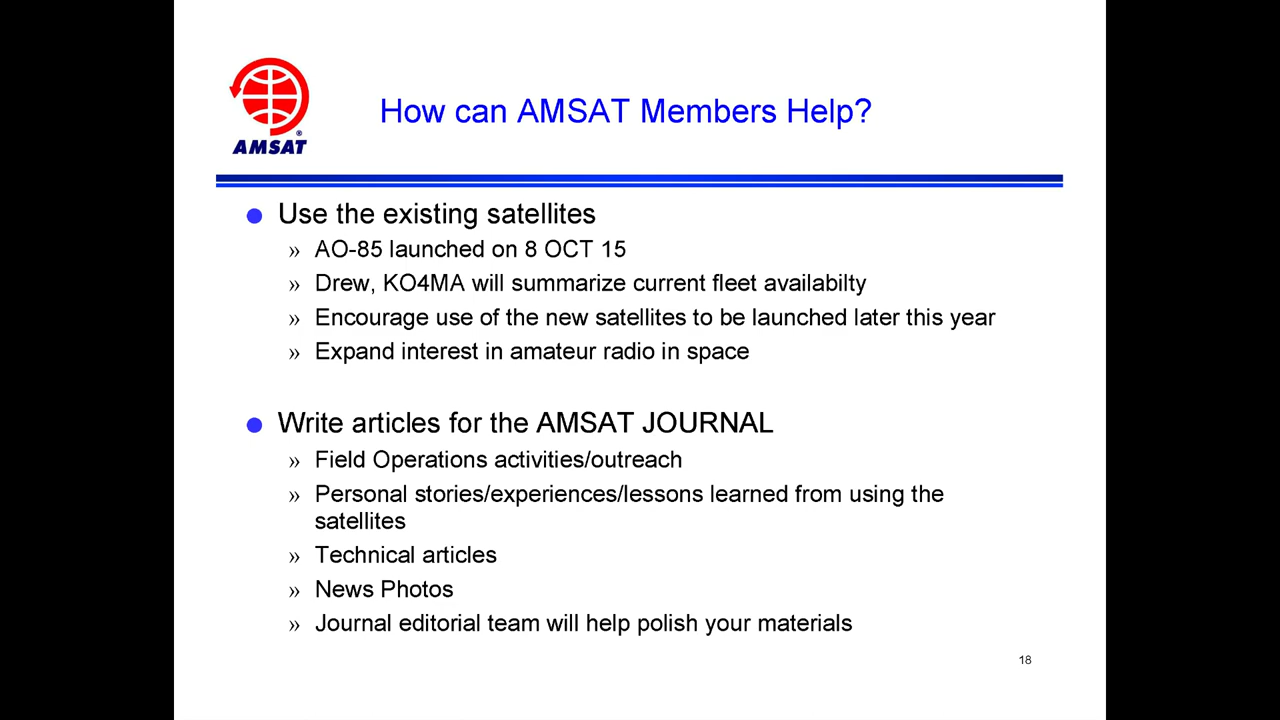 AMSAT®
How can AMSAT Members Help?
● Use the existing satellites
» AO-85 launched on 8 OCT 15
» Drew, KO4MA will summarize current fleet availabilty
» Encourage use of the new satellites to be launched later this year
» Expand interest in amateur radio in space
● Write articles for the AMSAT JOURNAL
» Field Operations activities/outreach
» Personal stories/experiences/lessons learned from using the
satellites
» Technical articles
» News Photos
» Journal editorial team will help polish your materials
18